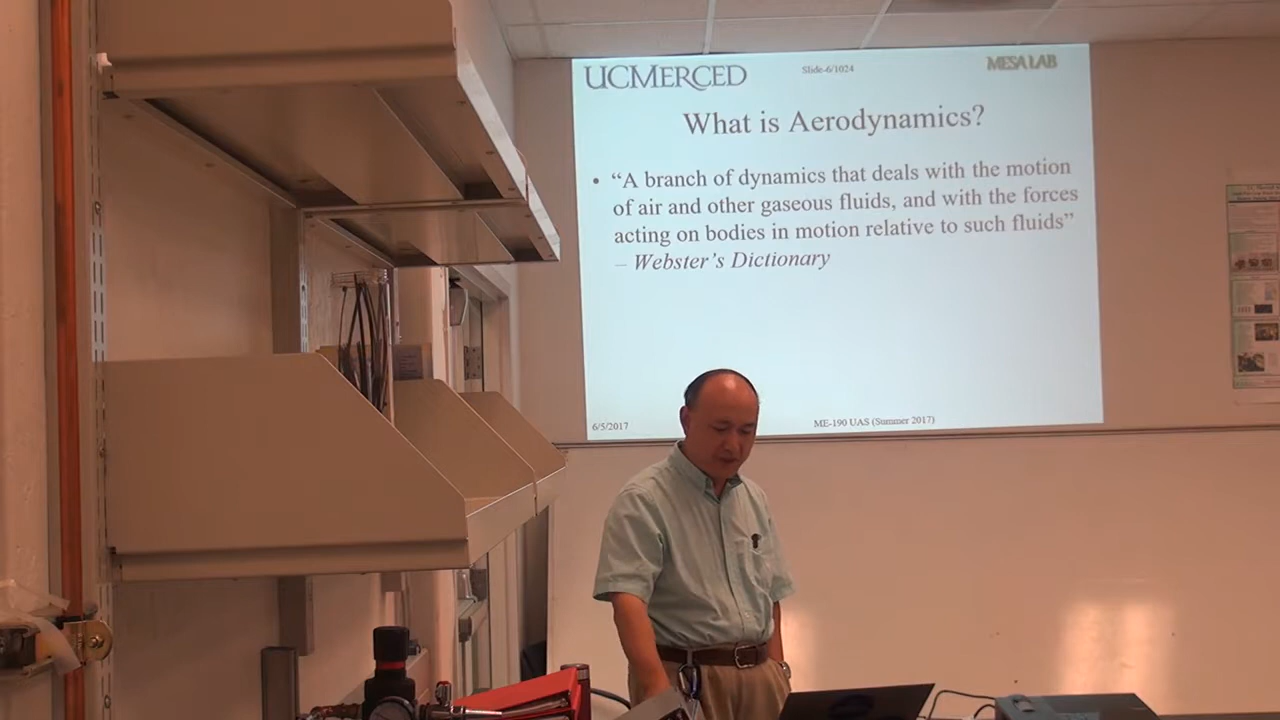 UCMERCED
Slide-6/1024
MESA LAB
What is Aerodynamics?
• “A branch of dynamics that deals with the motion
of air and other gaseous fluids, and with the forces
acting on bodies in motion relative to such fluids”
– Webster’s Dictionary
6/5/2017
ME-190 UAS (Summer 2017)